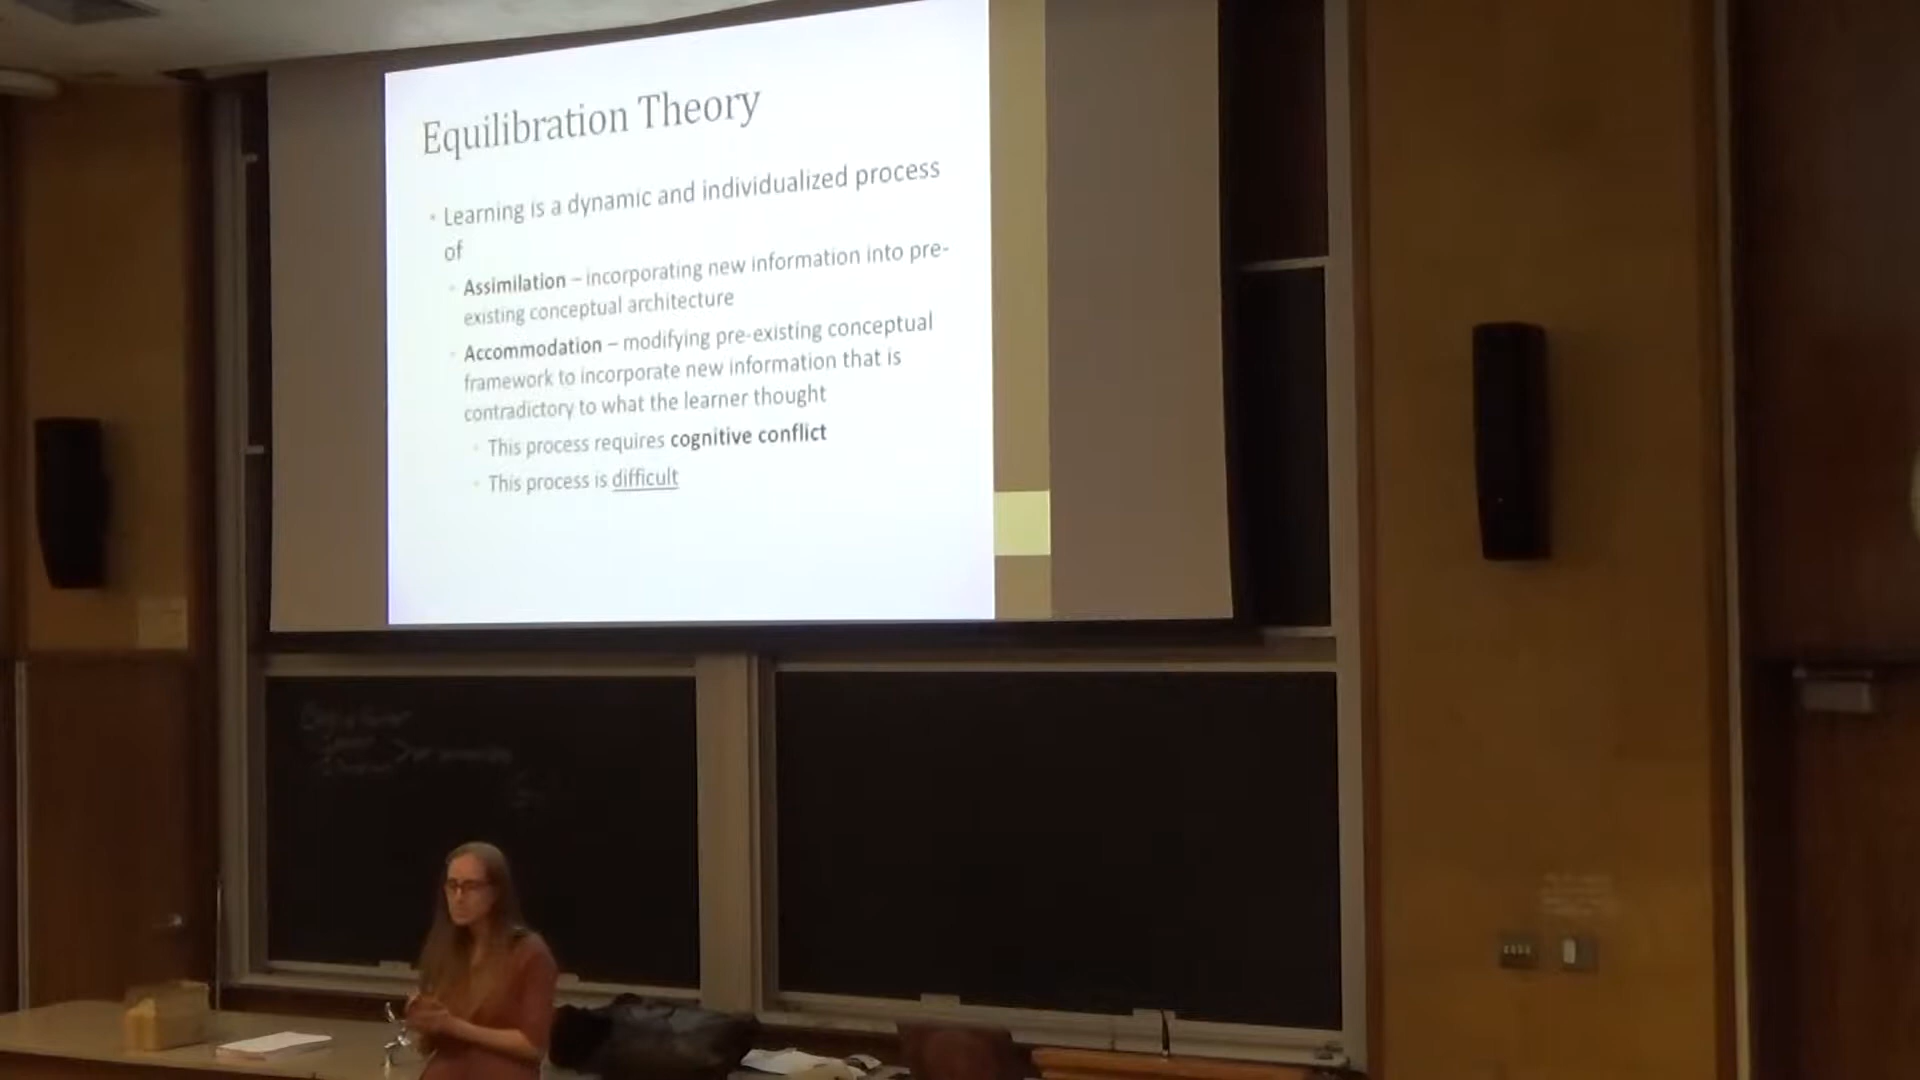 Equilibration Theory
• Learning is a dynamic and individualized process
of
• Assimilation – incorporating new information into pre-
existing conceptual architecture
• Accommodation – modifying pre-existing conceptual
framework to incorporate new information that is
contradictory to what the learner thought
• This process requires cognitive conflict
• This process is difficult